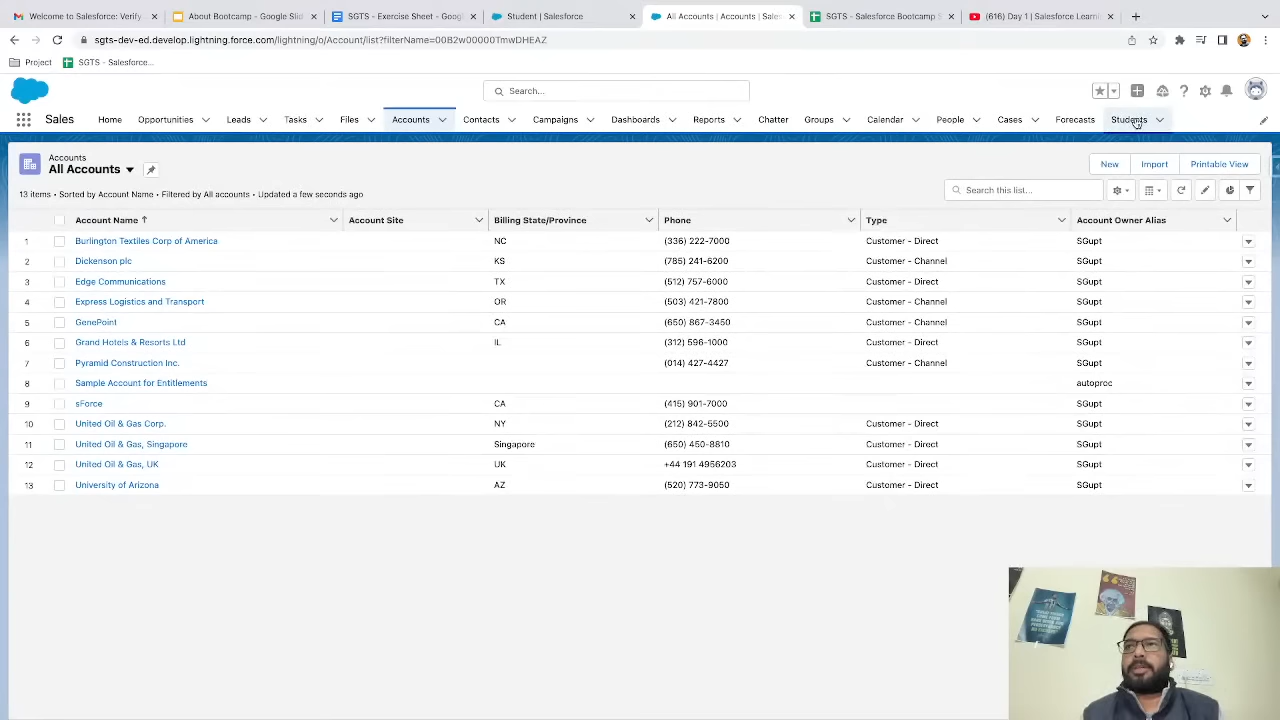 Welcome to Salesforce: Verify
About Bootcamp - Google Slid
SGTS - Exercise Sheet - Goog
Student | Salesforce
All Accounts | Accounts | Sales
SGTS - Salesforce Bootcamp S
(616) Day 1 | Salesforce Learni
sgts-dev-ed.develop.lightning.force.com/lightning/o/Account/list?filterName=00B2w00000TmwDHEAZ
Project
SGTS - Salesforce...
Search...
Sales
Home
Opportunities
Leads
Tasks
Files
Accounts
Contacts
Campaigns
Dashboards
Reports
Chatter
Groups
Calendar
People
Cases
Forecasts
Students
Accounts
All Accounts
New
Import
Printable View
13 items • Sorted by Account Name • Filtered by All accounts • Updated a few seconds ago
Search this list...
Account Name ↑ Account Site Billing State/Province Phone Type Account Owner Alias
1 Burlington Textiles Corp of America NC (336) 222-7000 Customer - Direct SGupt
2 Dickenson plc KS (785) 241-6200 Customer - Channel SGupt
3 Edge Communications TX (512) 757-6000 Customer - Direct SGupt
4 Express Logistics and Transport OR (503) 421-7800 Customer - Channel SGupt
5 GenePoint CA (650) 867-3450 Customer - Channel SGupt
6 Grand Hotels & Resorts Ltd IL (312) 596-1000 Customer - Direct SGupt
7 Pyramid Construction Inc. (014) 427-4427 Customer - Channel SGupt
8 Sample Account for Entitlements autoproc
9 sForce CA (415) 901-7000 SGupt
10 United Oil & Gas Corp. NY (212) 842-5500 Customer - Direct SGupt
11 United Oil & Gas, Singapore Singapore (650) 450-8810 Customer - Direct SGupt
12 United Oil & Gas, UK UK +44 191 4956203 Customer - Direct SGupt
13 University of Arizona AZ (520) 773-9050 Customer - Direct SGupt